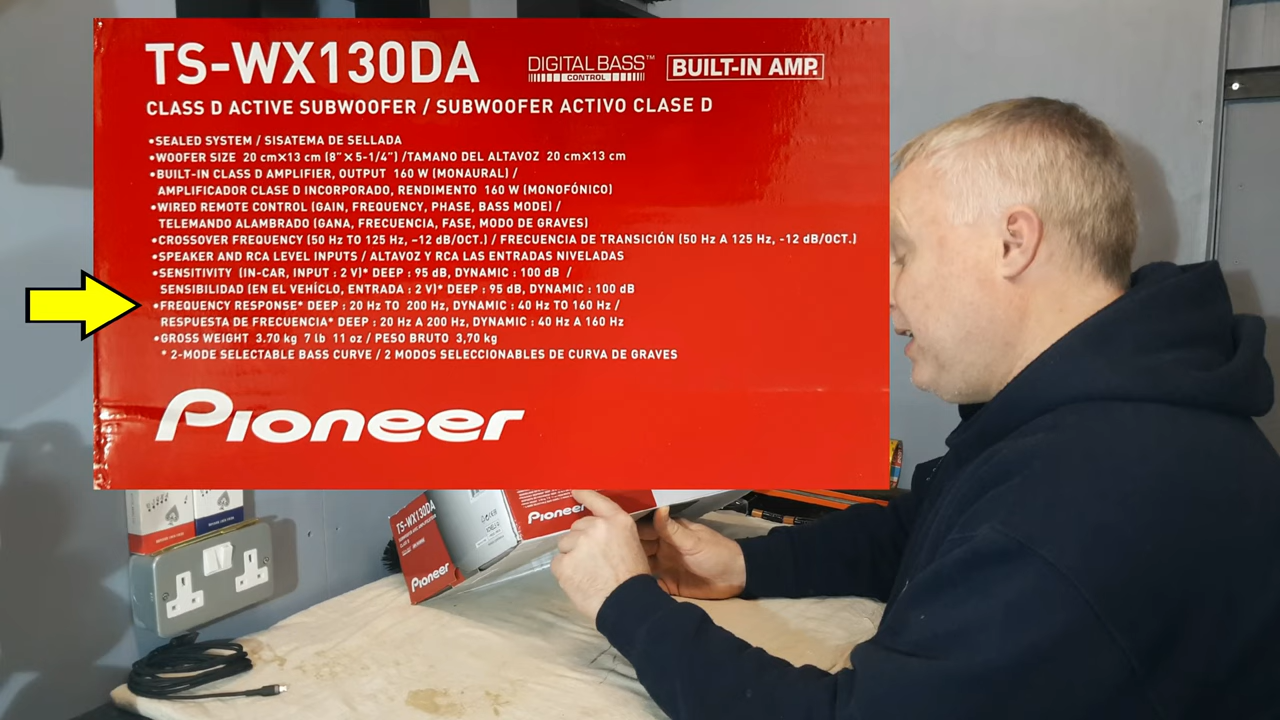 TS-WX130DA
DIGITAL BASS™
CONTROL
BUILT-IN AMP.
CLASS D ACTIVE SUBWOOFER / SUBWOOFER ACTIVO CLASE D
•SEALED SYSTEM / SISATEMA DE SELLADA
•WOOFER SIZE 20 cm×13 cm (8"×5-1/4") /TAMANO DEL ALTAVOZ 20 cm×13 cm
•BUILT-IN CLASS D AMPLIFIER, OUTPUT 160 W (MONAURAL) /
AMPLIFICADOR CLASE D INCORPORADO, RENDIMENTO 160 W (MONOFÓNICO)
•WIRED REMOTE CONTROL (GAIN, FREQUENCY, PHASE, BASS MODE) /
TELEMANDO ALAMBRADO (GANA, FRECUENCIA, FASE, MODO DE GRAVES)
•CROSSOVER FREQUENCY (50 Hz TO 125 Hz, –12 dB/OCT.) / FRECUENCIA DE TRANSICIÓN (50 Hz A 125 Hz, -12 dB/OCT.)
•SPEAKER AND RCA LEVEL INPUTS / ALTAVOZ Y RCA LAS ENTRADAS NIVELADAS
•SENSITIVITY (IN-CAR, INPUT : 2 V)* DEEP : 95 dB, DYNAMIC : 100 dB /
SENSIBILIDAD (EN EL VEHÍCLO, ENTRADA : 2 V)* DEEP : 95 dB, DYNAMIC : 100 dB
•FREQUENCY RESPONSE* DEEP : 20 Hz TO 200 Hz, DYNAMIC : 40 Hz TO 160 Hz /
RESPUESTA DE FRECUENCIA* DEEP : 20 Hz A 200 Hz, DYNAMIC : 40 Hz A 160 Hz
•GROSS WEIGHT 3.70 kg 7 lb 11 oz / PESO BRUTO 3,70 kg
* 2-MODE SELECTABLE BASS CURVE / 2 MODOS SELECCIONABLES DE CURVA DE GRAVES
Pioneer
TS-WX130DA
Pioneer
Pioneer